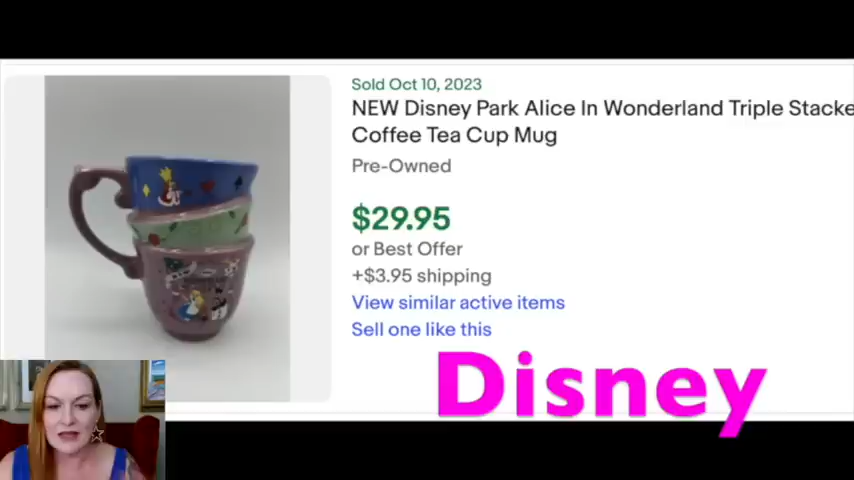 Sold Oct 10, 2023
NEW Disney Park Alice In Wonderland Triple Stacke
Coffee Tea Cup Mug
Pre-Owned
$29.95
or Best Offer
+$3.95 shipping
View similar active items
Sell one like this
Disney